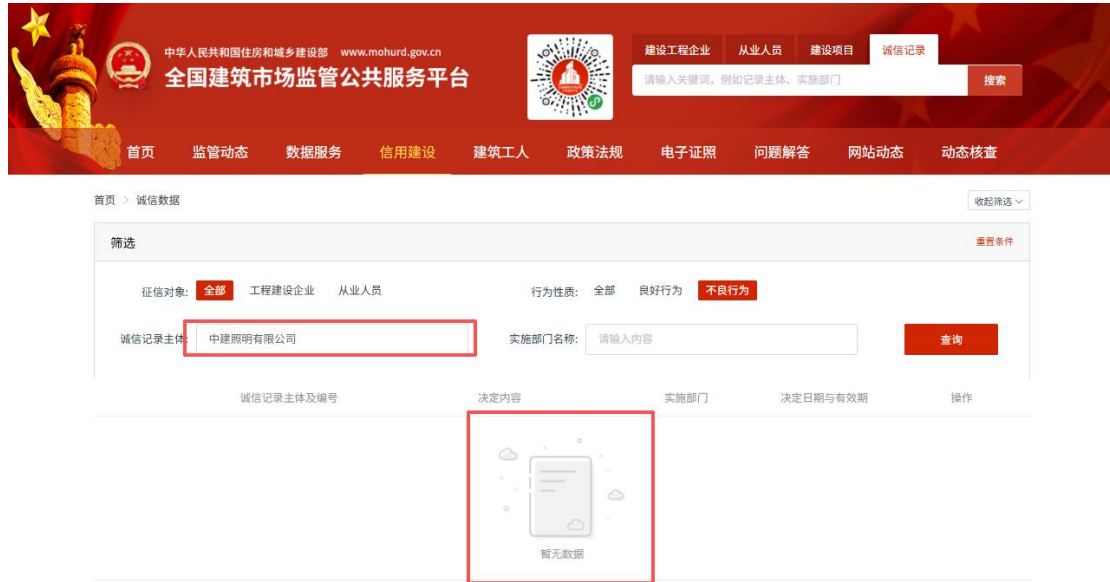 中华人民共和国住房和城乡建设部 www.mohurd.gov.cn
全国建筑市场监管公共服务平台
建设工程企业 从业人员 建设项目 诚信记录
请输入关键词，例如记录主体、实施部门 搜索
首页 监管动态 数据服务 信用建设 建筑工人 政策法规 电子证照 问题解答 网站动态 动态核查
首页 > 诚信数据 收起筛选
筛选 重置条件
征信对象: 全部 工程建设企业 从业人员 行为性质: 全部 良好行为 不良行为
诚信记录主体: 中建照明有限公司 实施部门名称: 请输入内容 查询
诚信记录主体及编号 决定内容 实施部门 决定日期与有效期 操作
暂无数据